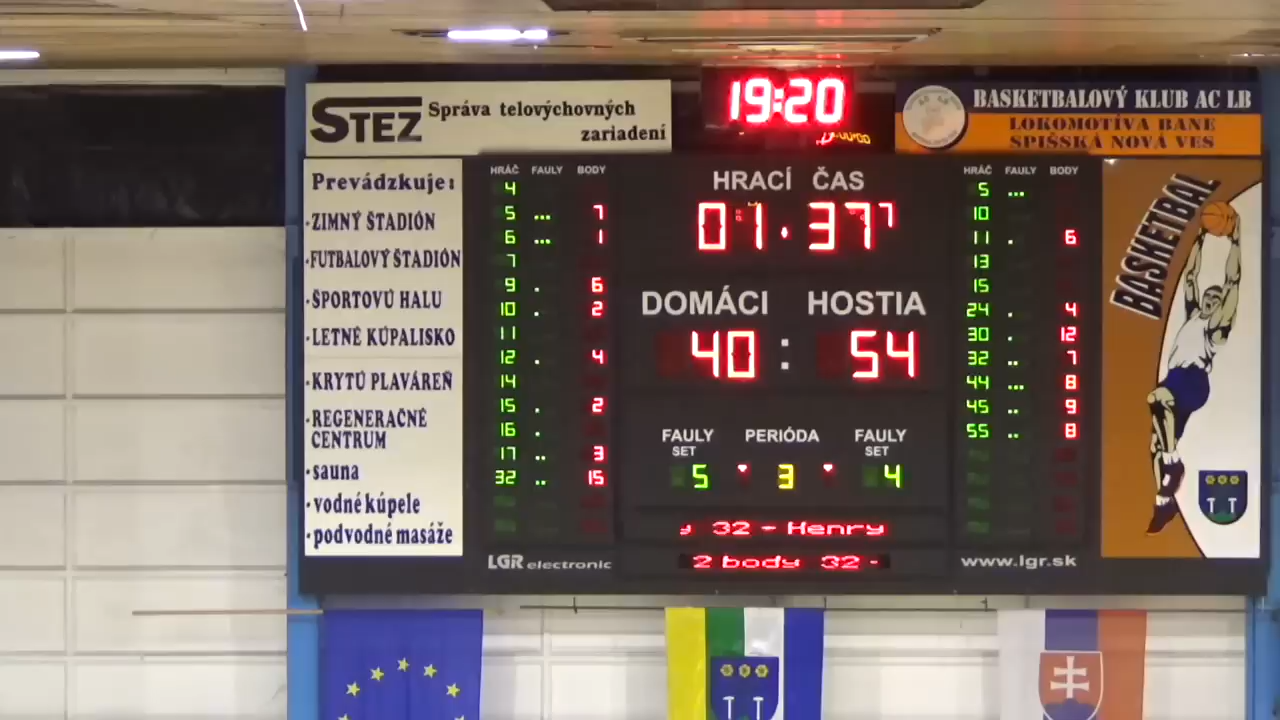 19:20
STEZ Správa telovýchovných
zariadení
BASKETBALOVÝ KLUB AC LB
LOKOMOTÍVA BANE
SPIŠSKÁ NOVÁ VES
Prevádzkuje:
·ZIMNÝ ŠTADIÓN
·FUTBALOVÝ ŠTADIÓN
·ŠPORTOVÚ HALU
·LETNÉ KÚPALISKO
·KRYTÚ PLAVÁREŇ
·REGENERAČNÉ
CENTRUM
·sauna
·vodné kúpele
·podvodné masáže
HRÁČ FAULY BODY
4
5 ... 7
6 ... 1
7
9 . 6
10 . 2
11
12 . 4
14
15 . 2
16 .
17 .. 3
32 .. 15
LGR electronic
HRACÍ ČAS
01.37
DOMÁCI HOSTIA
40 : 54
FAULY PERIÓDA FAULY
SET SET
5 3 4
32 - Henry
2 body 32 -
HRÁČ FAULY BODY
5 ...
10
11 . 6
13
15
24 . 4
30 . 12
32 .. 7
44 ... 8
45 .. 9
55 .. 8
www.lgr.sk
BASKETBAL